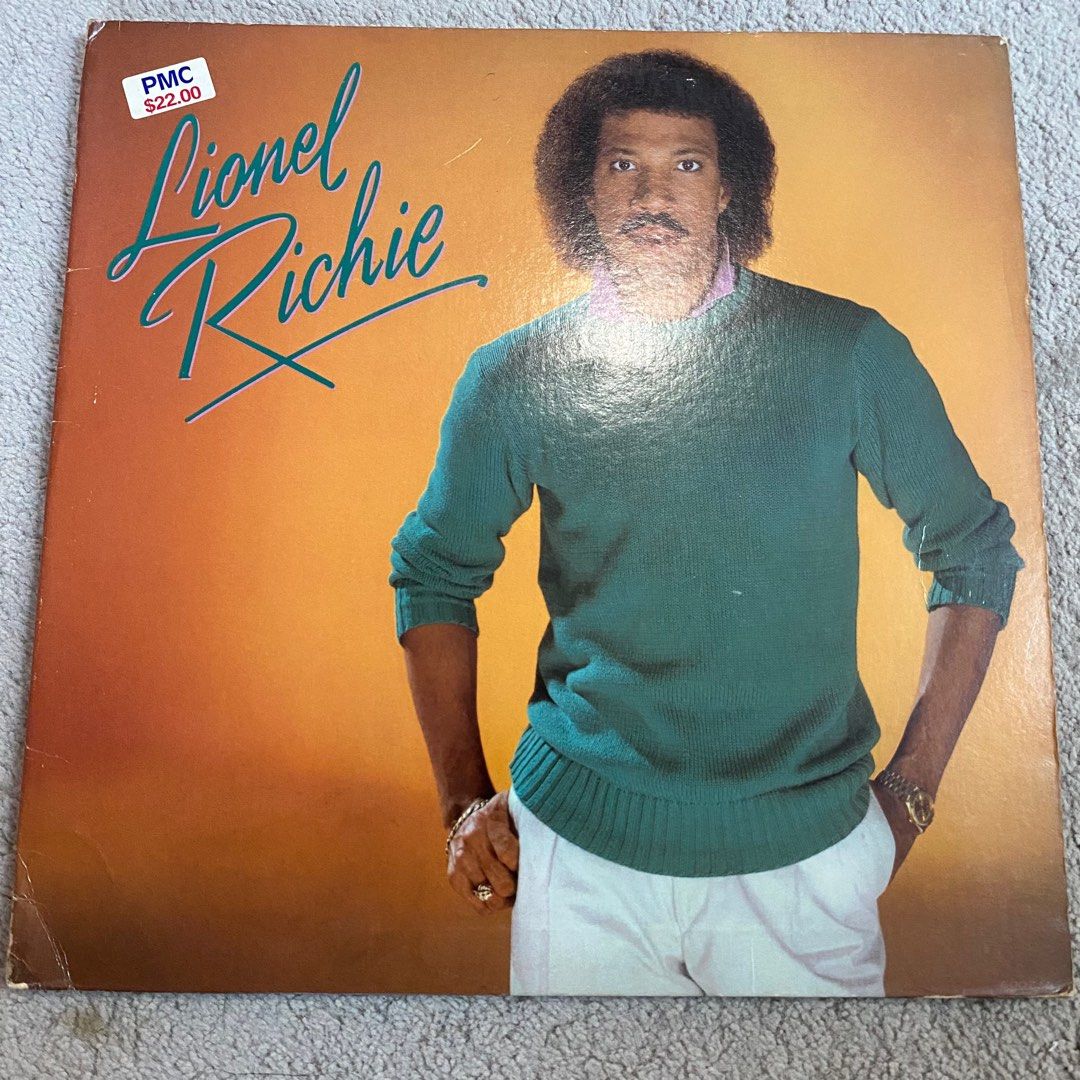 PMC
$22.00
Lionel
Richie